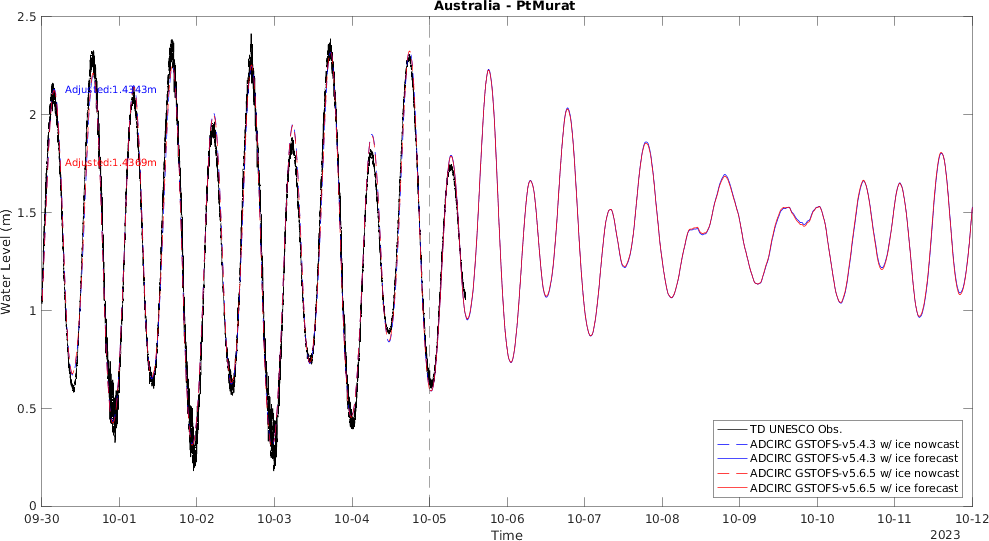 Australia - PtMurat
Water Level (m)
2.5
2
1.5
1
0.5
0
Adjusted:1.4343m
Adjusted:1.4369m
TD UNESCO Obs.
ADCIRC GSTOFS-v5.4.3 w/ ice nowcast
ADCIRC GSTOFS-v5.4.3 w/ ice forecast
ADCIRC GSTOFS-v5.6.5 w/ ice nowcast
ADCIRC GSTOFS-v5.6.5 w/ ice forecast
09-30 10-01 10-02 10-03 10-04 10-05 10-06 10-07 10-08 10-09 10-10 10-11 10-12
Time
2023